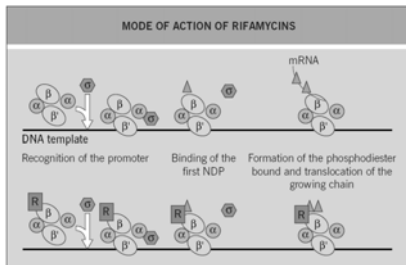 MODE OF ACTION OF RIFAMYCINS
mRNA
β β β β
σ σ
α α α α α α α α
β' β' σ β' β'
DNA template
Recognition of the promoter Binding of the first NDP Formation of the phosphodiester bound and translocation of the growing chain
R σ R R σ R
β β β β
α α α α α α α α
β' β' σ β' β'